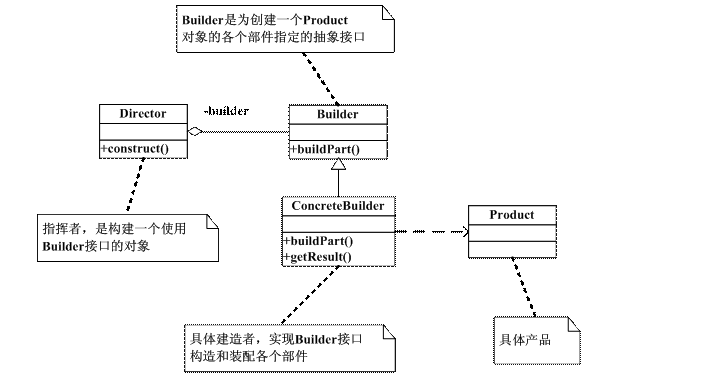 Builder是为创建一个Product
对象的各个部件指定的抽象接口
Director
-builder
Builder
+construct()
+buildPart()
ConcreteBuilder
Product
+buildPart()
+getResult()
指挥者，是构建一个使用
Builder接口的对象
具体建造者，实现Builder接口
构造和装配各个部件
具体产品